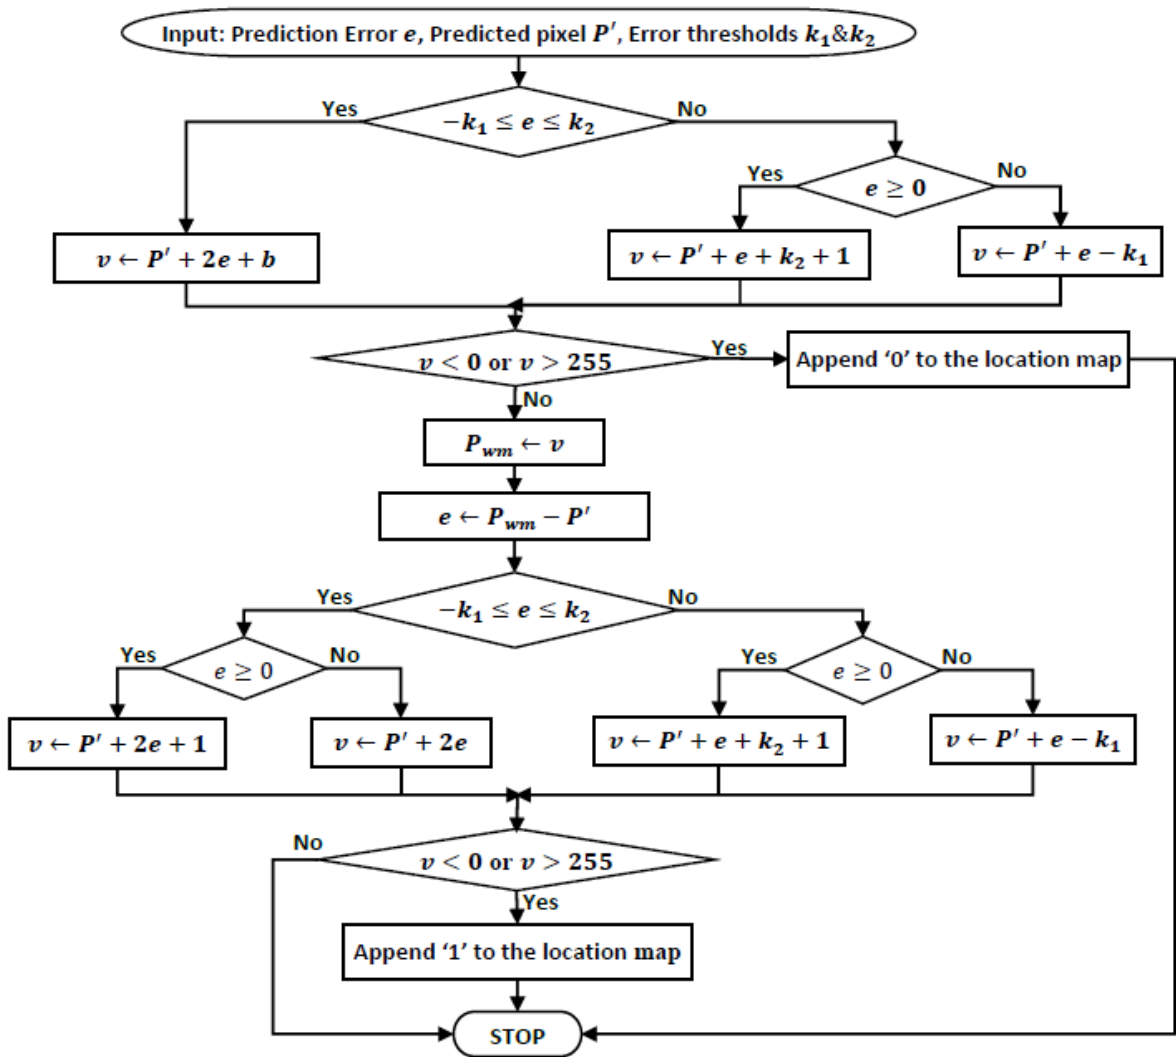 Input: Prediction Error e, Predicted pixel P′, Error thresholds k₁&k₂
Yes
−k₁ ≤ e ≤ k₂
No
Yes
e ≥ 0
No
v ← P′ + 2e + b
v ← P′ + e + k₂ + 1
v ← P′ + e − k₁
v < 0 or v > 255
Yes
Append ‘0’ to the location map
No
P_wm ← v
e ← P_wm − P′
Yes
−k₁ ≤ e ≤ k₂
No
Yes
e ≥ 0
No
Yes
e ≥ 0
No
v ← P′ + 2e + 1
v ← P′ + 2e
v ← P′ + e + k₂ + 1
v ← P′ + e − k₁
No
v < 0 or v > 255
Yes
Append ‘1’ to the location map
STOP